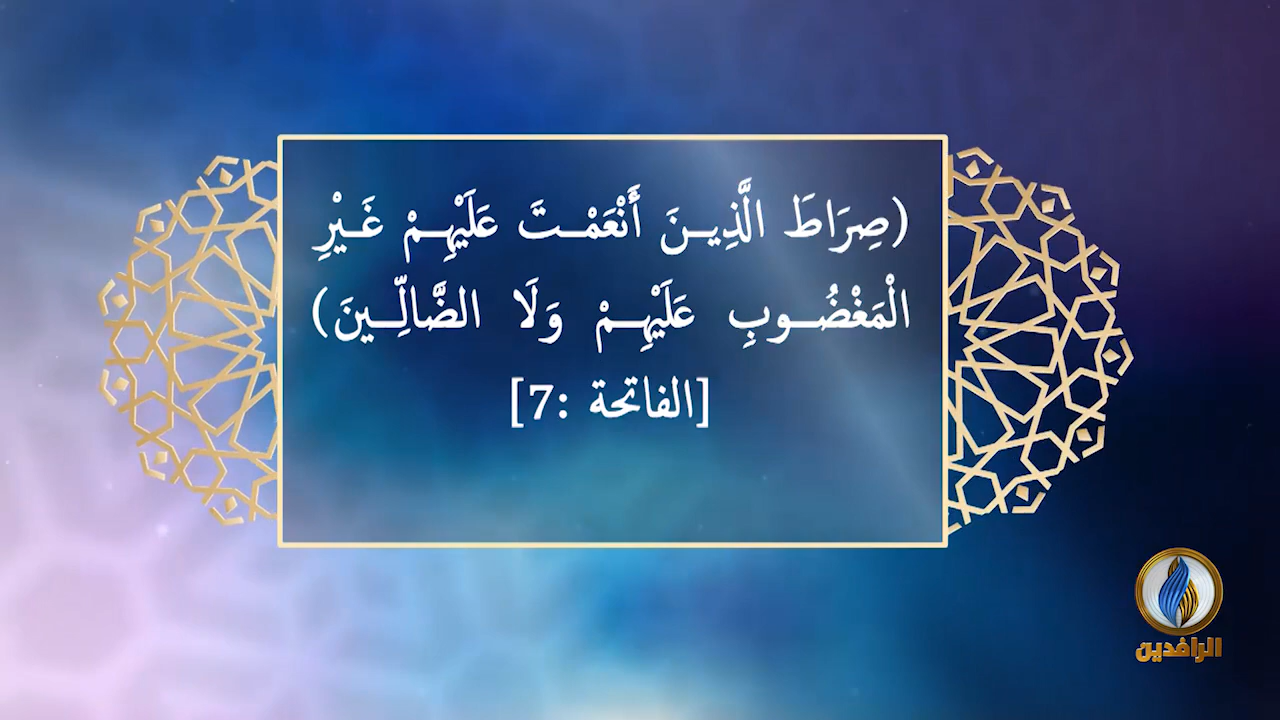 (صِرَاطَ الَّذِينَ أَنْعَمْتَ عَلَيْهِمْ غَيْرِ
الْمَغْضُوبِ عَلَيْهِمْ وَلَا الضَّالِّينَ)
[الفاتحة :7]
الرافدين